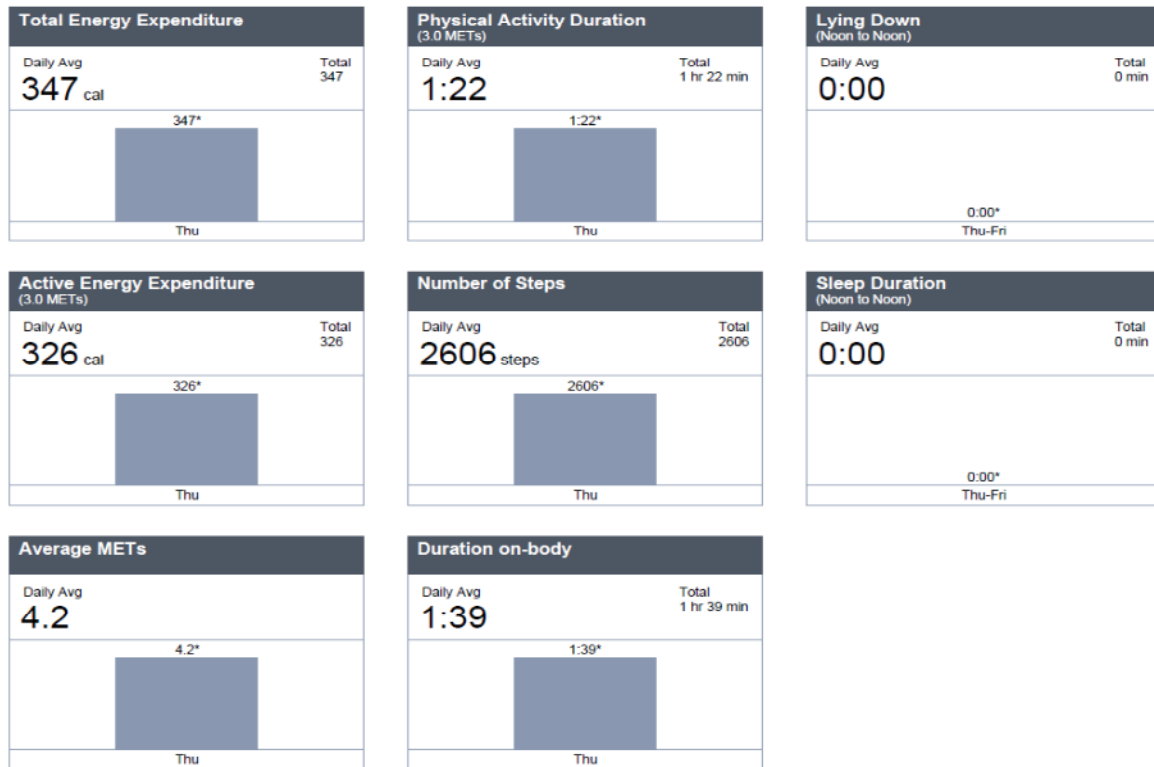 Total Energy Expenditure
Daily Avg
Total
347 cal
347
347*
Thu
Physical Activity Duration
(3.0 METs)
Daily Avg
Total
1:22
1 hr 22 min
1:22*
Thu
Lying Down
(Noon to Noon)
Daily Avg
Total
0:00
0 min
0:00*
Thu-Fri
Active Energy Expenditure
(3.0 METs)
Daily Avg
Total
326 cal
326
326*
Thu
Number of Steps
Daily Avg
Total
2606 steps
2606
2606*
Thu
Sleep Duration
(Noon to Noon)
Daily Avg
Total
0:00
0 min
0:00*
Thu-Fri
Average METs
Daily Avg
4.2
4.2*
Thu
Duration on-body
Daily Avg
Total
1:39
1 hr 39 min
1:39*
Thu